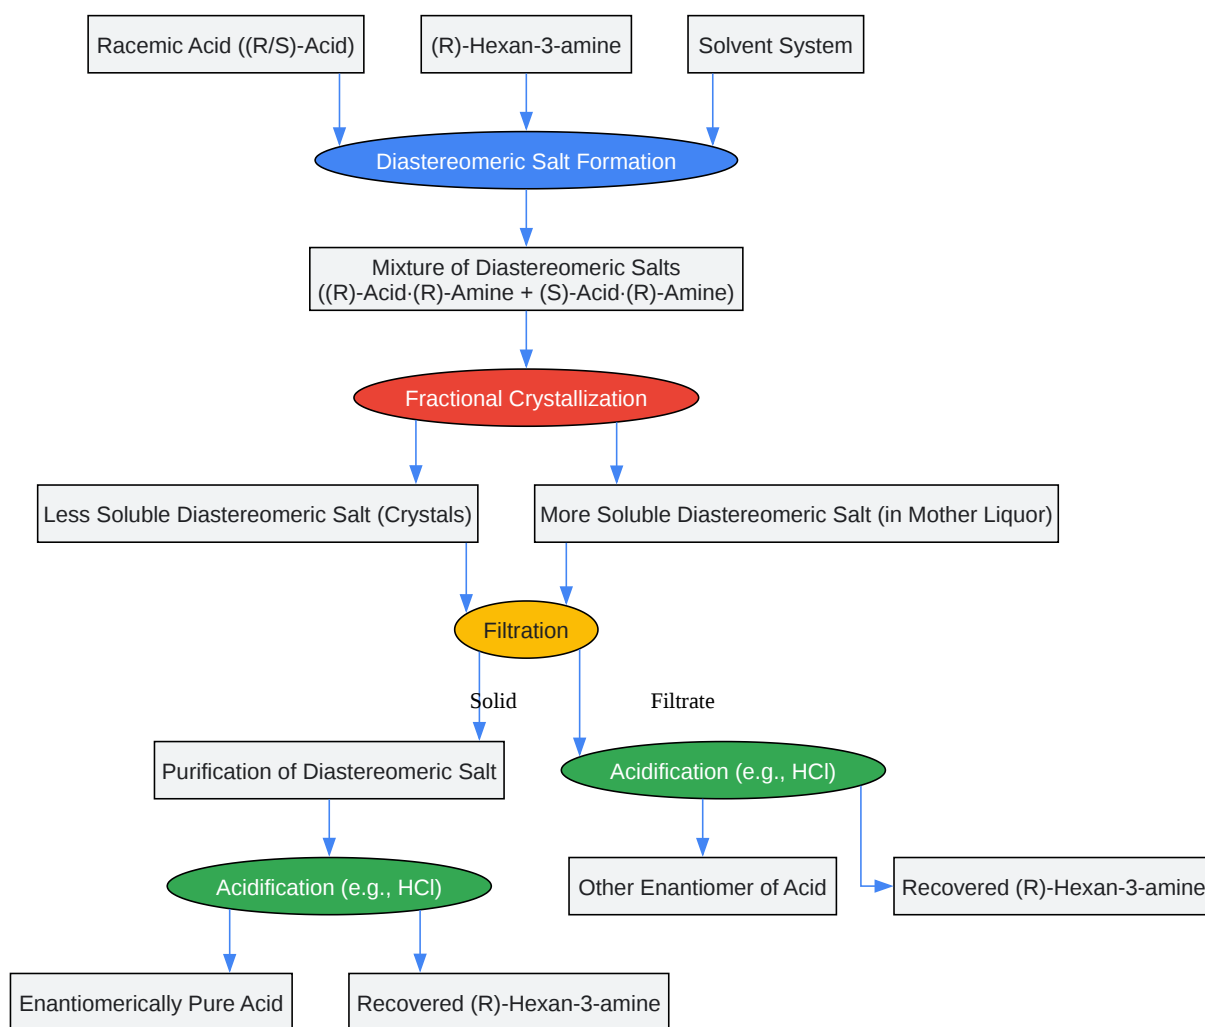 Racemic Acid ((R/S)-Acid)
(R)-Hexan-3-amine
Solvent System
Diastereomeric Salt Formation
Mixture of Diastereomeric Salts
((R)-Acid·(R)-Amine + (S)-Acid·(R)-Amine)
Fractional Crystallization
Less Soluble Diastereomeric Salt (Crystals)
More Soluble Diastereomeric Salt (in Mother Liquor)
Filtration
Solid
Filtrate
Purification of Diastereomeric Salt
Acidification (e.g., HCl)
Acidification (e.g., HCl)
Other Enantiomer of Acid
Recovered (R)-Hexan-3-amine
Enantiomerically Pure Acid
Recovered (R)-Hexan-3-amine